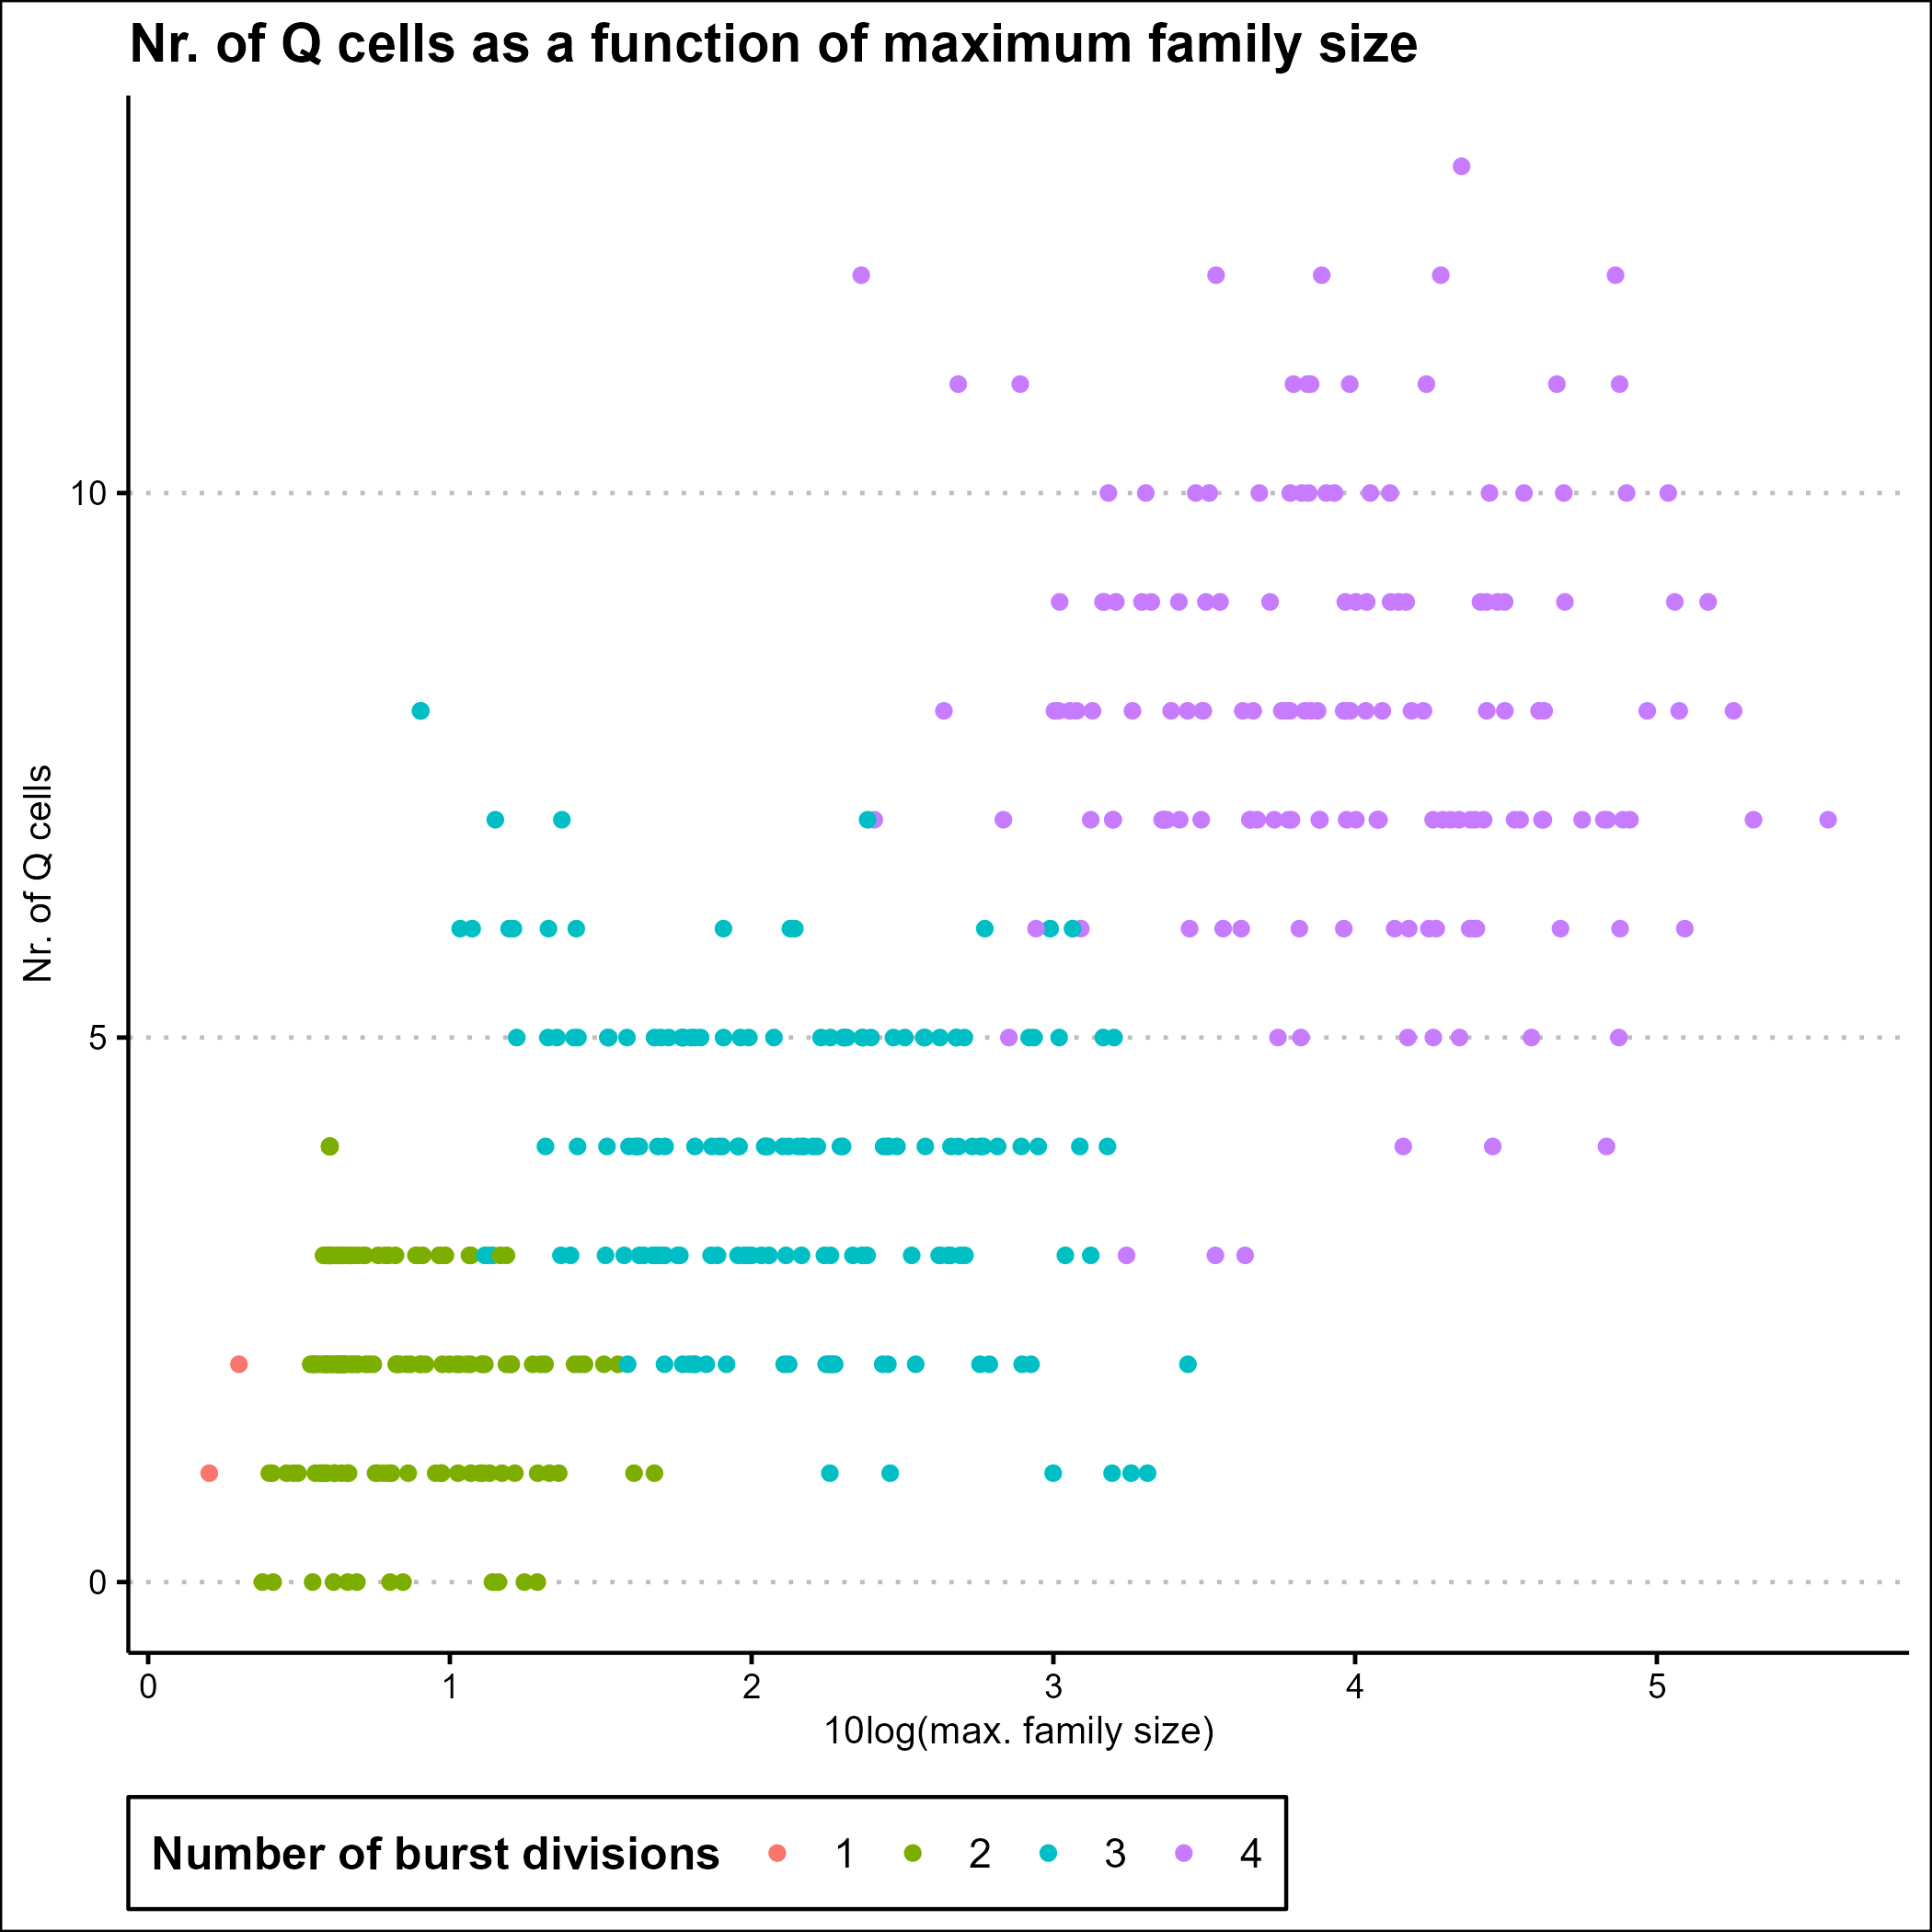 Nr. of Q cells as a function of maximum family size
Nr. of Q cells
10
5
0
0 1 2 3 4 5
10log(max. family size)
Number of burst divisions 1 2 3 4